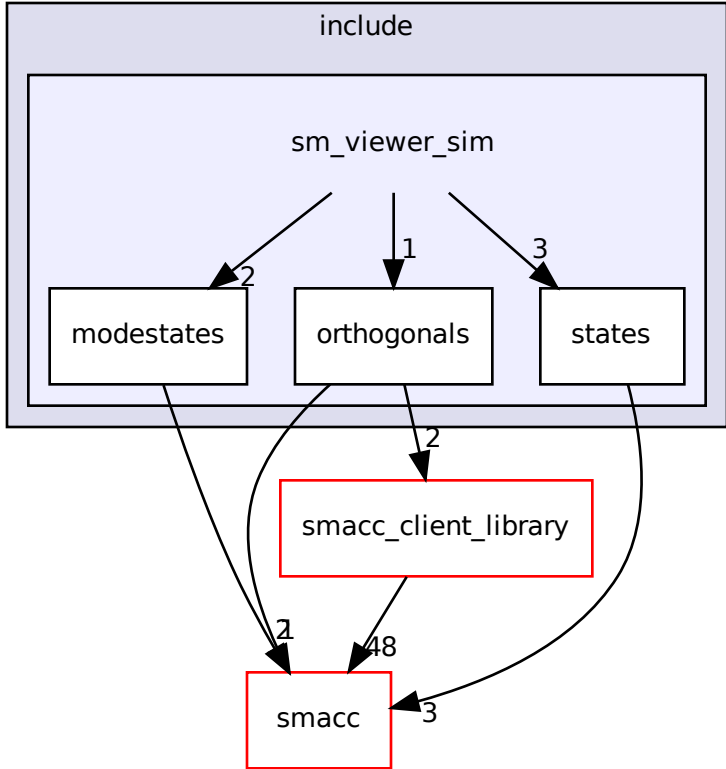 include
sm_viewer_sim
1
3
2
modestates
orthogonals
states
2
smacc_client_library
2
1
48
3
smacc